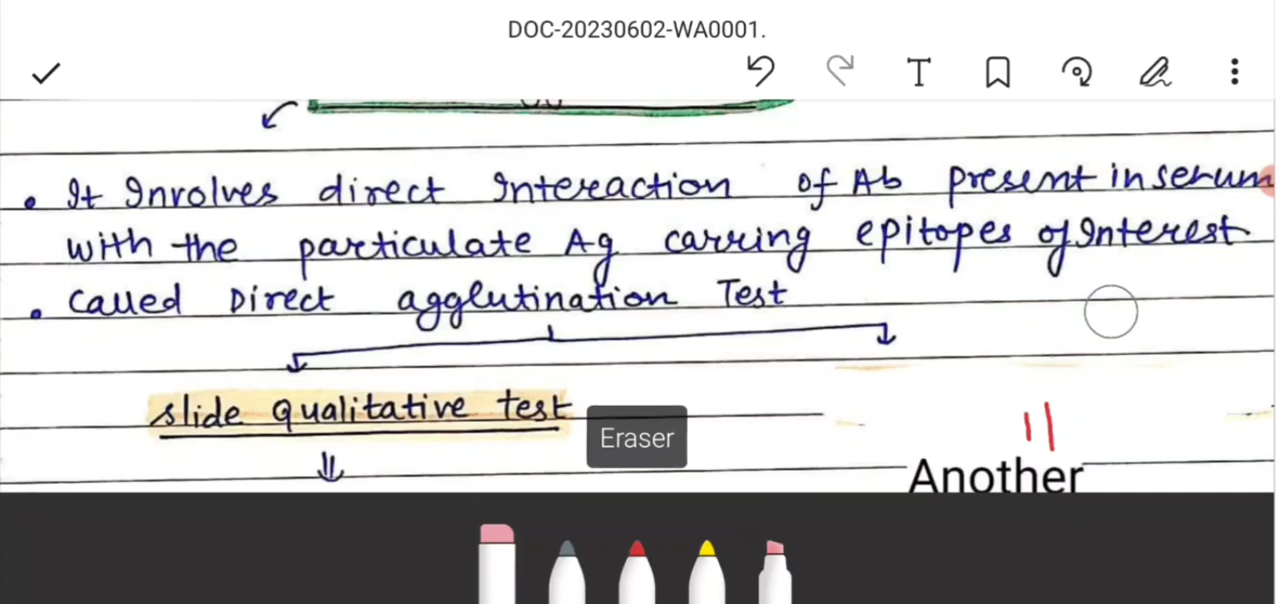 DOC-20230602-WA0001.
T
• It Involves direct Interaction of Ab present in serum
with the particulate Ag carring epitopes of Interest
• Called Direct agglutination Test
slide qualitative test
Eraser
Another